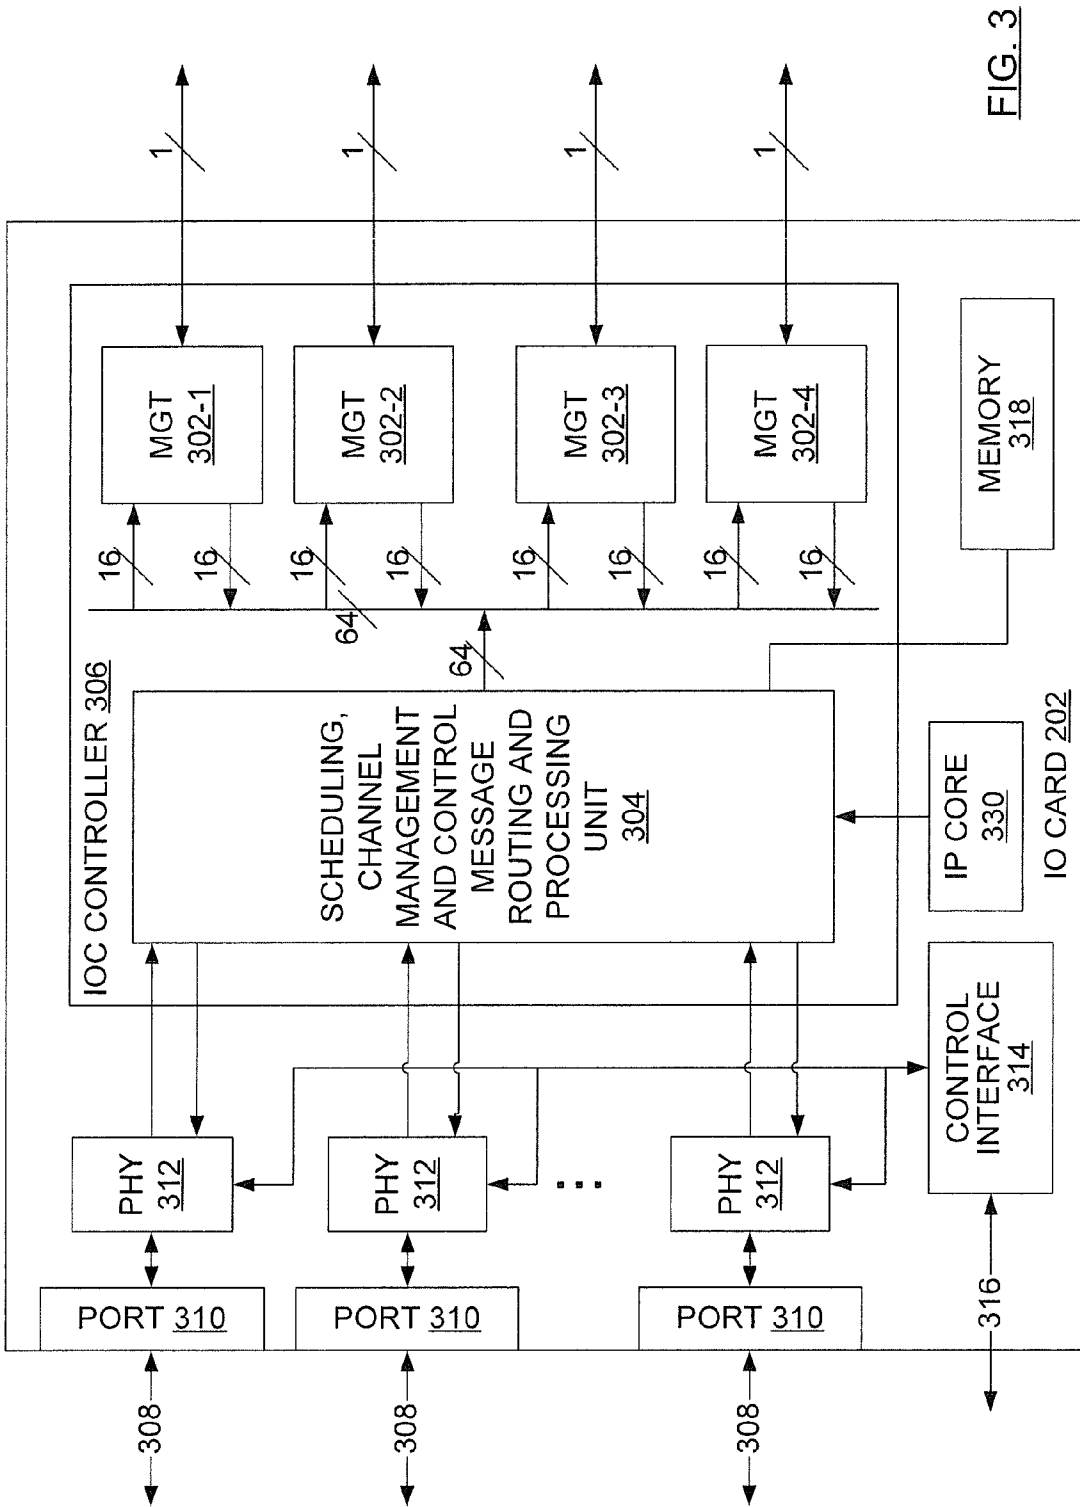 308
308
308
316
PORT 310
PORT 310
PORT 310
PHY
312
PHY
312
PHY
312
CONTROL
INTERFACE
314
IOC CONTROLLER 306
SCHEDULING,
CHANNEL
MANAGEMENT
AND CONTROL
MESSAGE
ROUTING AND
PROCESSING
UNIT
304
IP CORE
330
IO CARD 202
64
64
16
16
16
16
16
16
16
16
MGT
302-1
MGT
302-2
MGT
302-3
MGT
302-4
MEMORY
318
1
1
1
1
FIG. 3